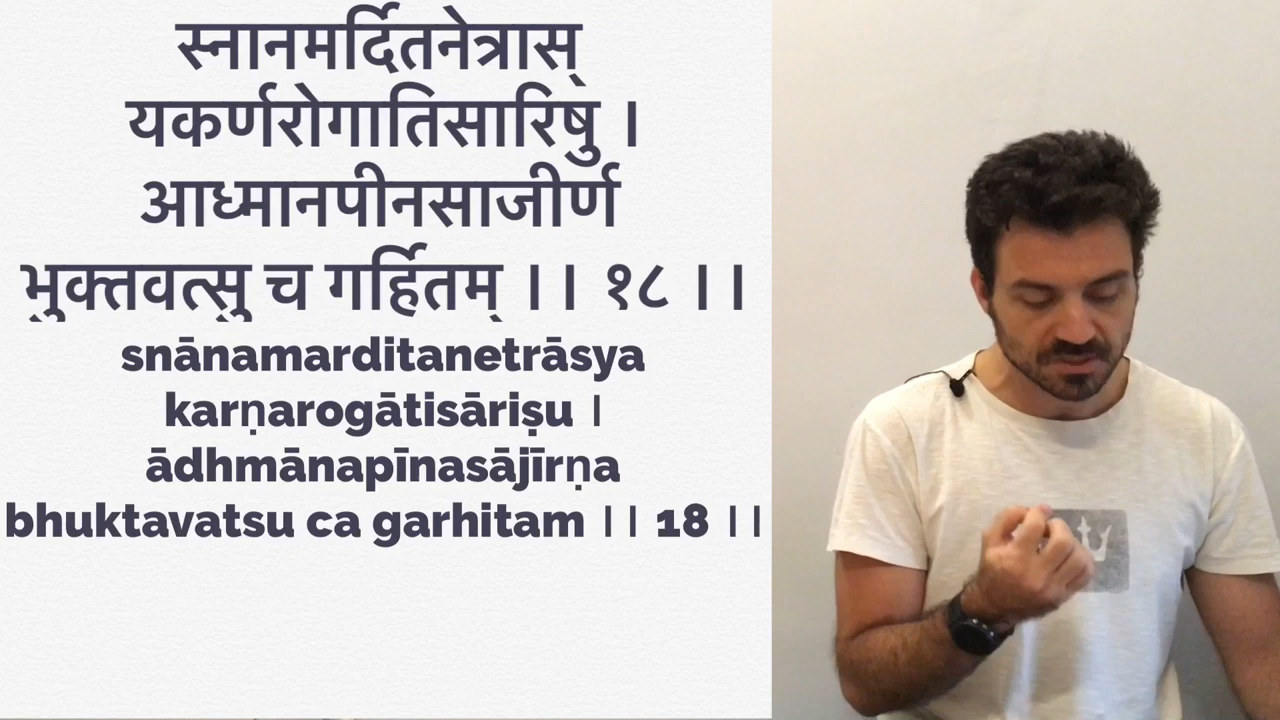 स्नानमर्दितनेत्रास्
यकर्णरोगातिसारिषु ।
आध्मानपीनसाजीर्ण
भुक्तवत्सु च गर्हितम् ।। १८ ।।
snānamarditanetrāsya
karṇarogātisāriṣu ।
ādhmānapīnasājīrṇa
bhuktavatsu ca garhitam ।। 18 ।।